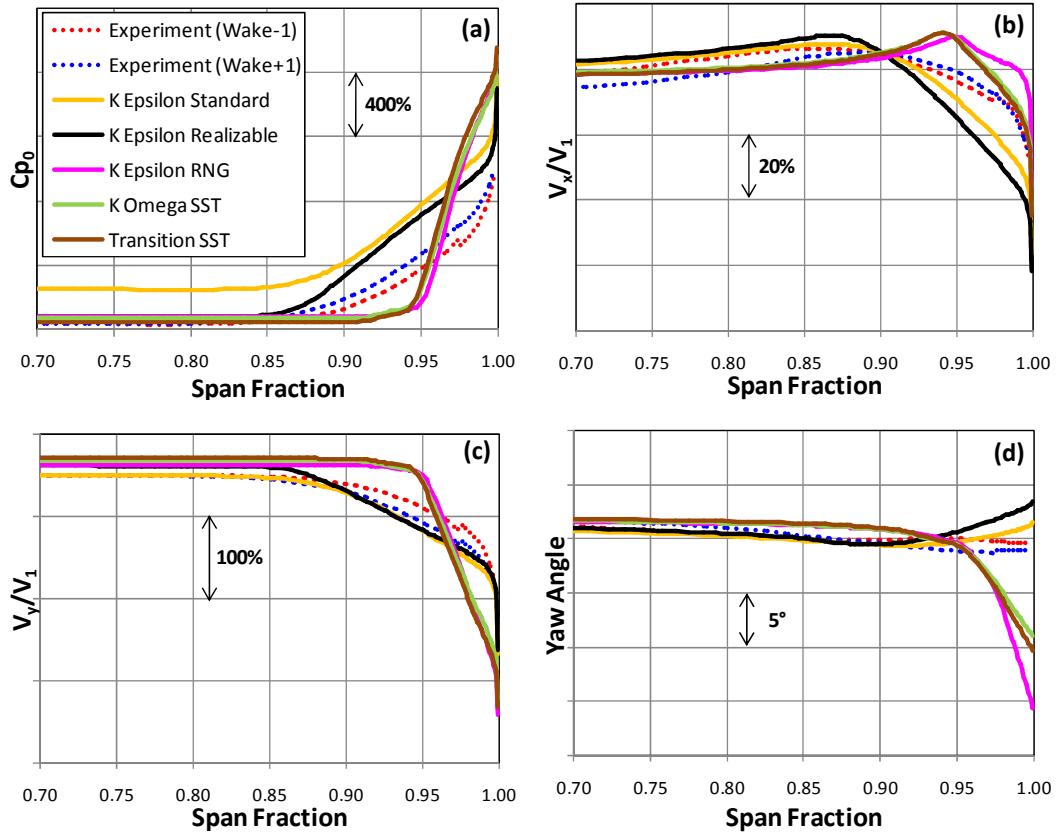 (a)
Experiment (Wake-1)
Experiment (Wake+1)
K Epsilon Standard
K Epsilon Realizable
K Epsilon RNG
K Omega SST
Transition SST
400%
Cp0
0.70 0.75 0.80 0.85 0.90 0.95 1.00
Span Fraction
(b)
20%
Vx/V1
0.70 0.75 0.80 0.85 0.90 0.95 1.00
Span Fraction
(c)
100%
Vy/V1
0.70 0.75 0.80 0.85 0.90 0.95 1.00
Span Fraction
(d)
5°
Yaw Angle
0.70 0.75 0.80 0.85 0.90 0.95 1.00
Span Fraction